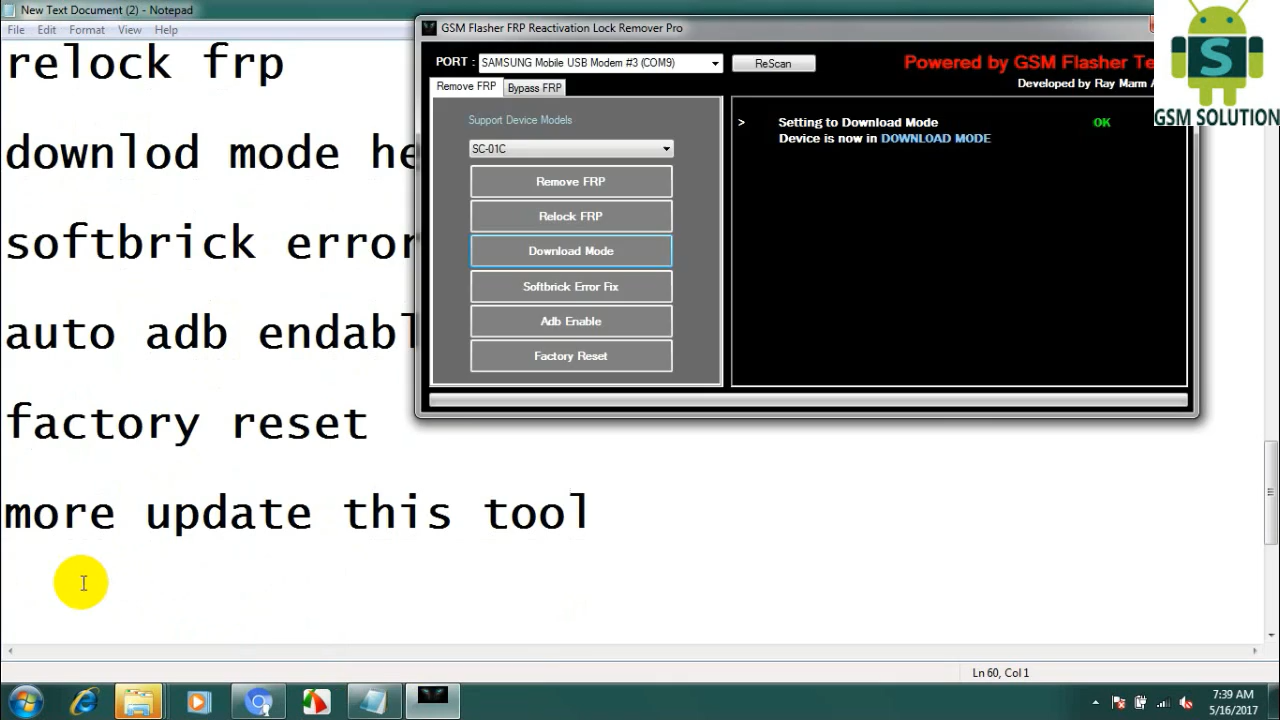 New Text Document (2) - Notepad
File Edit Format View Help
relock frp
downlod mode he
softbrick error
auto adb endabl
factory reset
more update this tool
GSM Flasher FRP Reactivation Lock Remover Pro
PORT : SAMSUNG Mobile USB Modem #3 (COM9) ReScan
Powered by GSM Flasher Te
Developed by Ray Marm A
Remove FRP Bypass FRP
Support Device Models
SC-01C
Remove FRP
Relock FRP
Download Mode
Softbrick Error Fix
Adb Enable
Factory Reset
> Setting to Download Mode OK
Device is now in DOWNLOAD MODE
S
GSM SOLUTION
Ln 60, Col 1
7:39 AM
5/16/2017